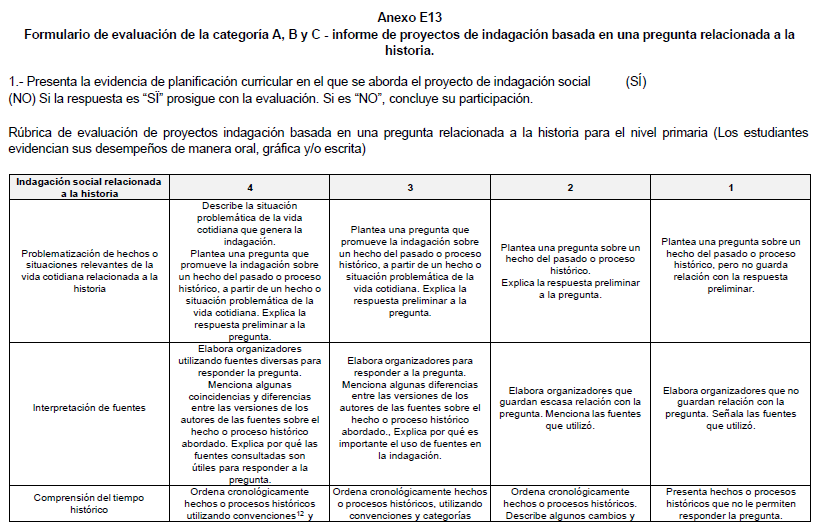 Anexo E13
Formulario de evaluación de la categoría A, B y C - informe de proyectos de indagación basada en una pregunta relacionada a la
historia.
1.- Presenta la evidencia de planificación curricular en el que se aborda el proyecto de indagación social (SÍ)
(NO) Si la respuesta es “SÏ” prosigue con la evaluación. Si es “NO”, concluye su participación.
Rúbrica de evaluación de proyectos indagación basada en una pregunta relacionada a la historia para el nivel primaria (Los estudiantes
evidencian sus desempeños de manera oral, gráfica y/o escrita)
Indagación social relacionada
a la historia
4
3
2
1
Problematización de hechos o
situaciones relevantes de la
vida cotidiana relacionada a la
historia
Describe la situación
problemática de la vida
cotidiana que genera la
indagación.
Plantea una pregunta que
promueve la indagación sobre
un hecho del pasado o proceso
histórico, a partir de un hecho o
situación problemática de la
vida cotidiana. Explica la
respuesta preliminar a la
pregunta.
Plantea una pregunta que
promueve la indagación sobre
un hecho del pasado o proceso
histórico, a partir de un hecho o
situación problemática de la
vida cotidiana. Explica la
respuesta preliminar a la
pregunta.
Plantea una pregunta sobre un
hecho del pasado o proceso
histórico.
Explica la respuesta preliminar
a la pregunta.
Plantea una pregunta sobre un
hecho del pasado o proceso
histórico, pero no guarda
relación con la respuesta
preliminar.
Interpretación de fuentes
Elabora organizadores
utilizando fuentes diversas para
responder la pregunta.
Menciona algunas
coincidencias y diferencias
entre las versiones de los
autores de las fuentes sobre el
hecho o proceso histórico
abordado. Explica por qué las
fuentes consultadas son
útiles para responder a la
pregunta.
Elabora organizadores para
responder a la pregunta.
Menciona algunas diferencias
entre las versiones de los
autores de las fuentes sobre el
hecho o proceso histórico
abordado., Explica por qué es
importante el uso de fuentes en
la indagación.
Elabora organizadores que
guardan escasa relación con la
pregunta. Menciona las fuentes
que utilizó.
Elabora organizadores que no
guardan relación con la
pregunta. Señala las fuentes
que utilizó.
Comprensión del tiempo
histórico
Ordena cronológicamente
hechos o procesos históricos
utilizando convenciones12 y
Ordena cronológicamente hechos
o procesos históricos, utilizando
convenciones y categorías
Ordena cronológicamente
hechos o procesos históricos.
Describe algunos cambios y
Presenta hechos o procesos
históricos que no le permiten
responder la pregunta.